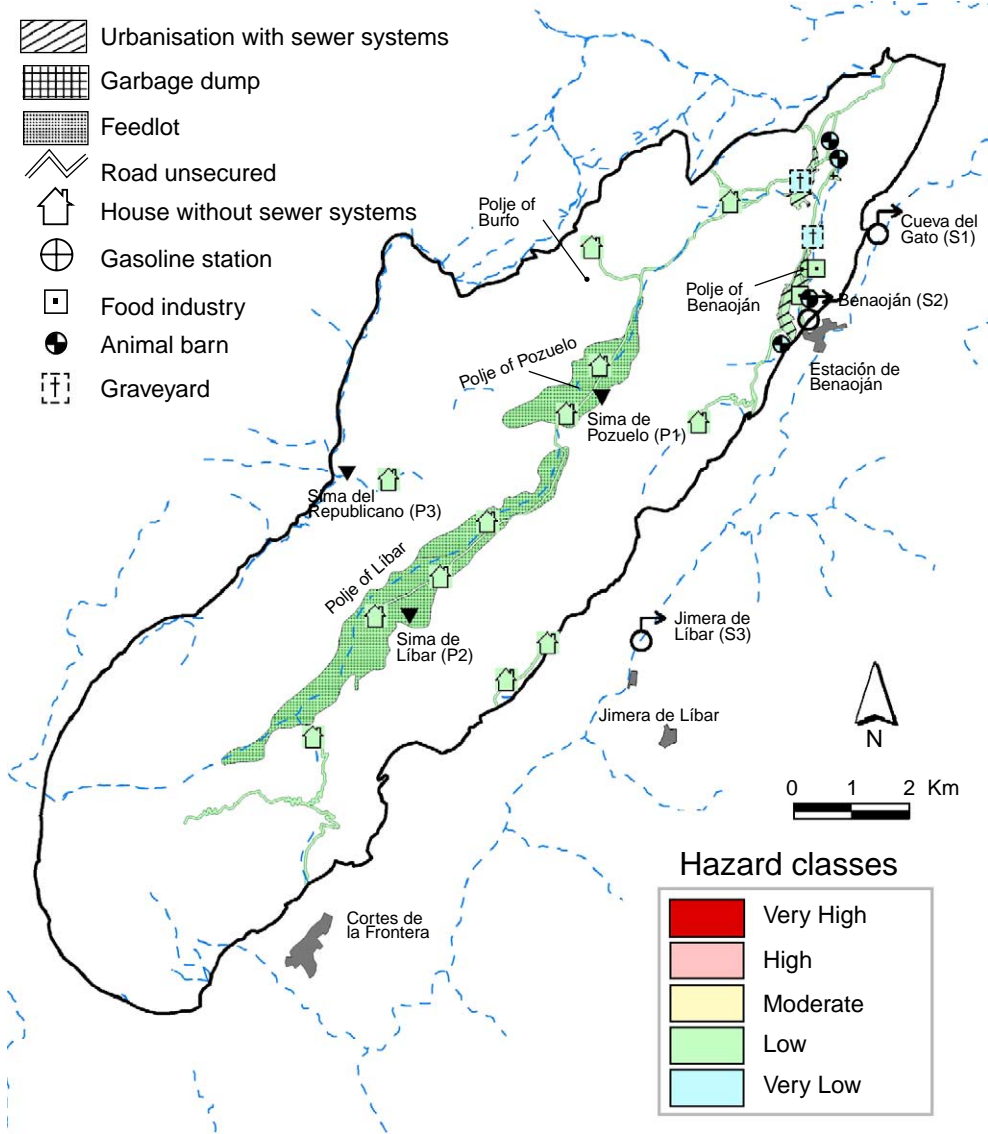 Urbanisation with sewer systems
Garbage dump
Feedlot
Road unsecured
House without sewer systems
Gasoline station
Food industry
Animal barn
Graveyard
Polje of
Burfo
Cueva del
Gato (S1)
Polje of
Benaoján
Benaoján (S2)
Estación de
Benaoján
Polje of Pozuelo
Sima de
Pozuelo (P1)
Sima del
Republicano (P3)
Polje of Líbar
Sima de
Líbar (P2)
Jimera de
Líbar (S3)
Jimera de Líbar
N
0 1 2 Km
Cortes de
la Frontera
Hazard classes
Very High
High
Moderate
Low
Very Low